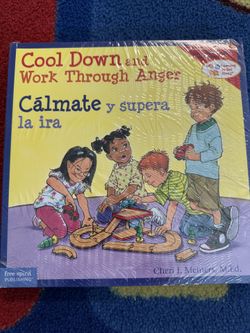 Cool Down and
Work Through Anger
Cálmate y supera
la ira
free spirit
PUBLISHING®
Cheri J. Meiners, M.Ed.